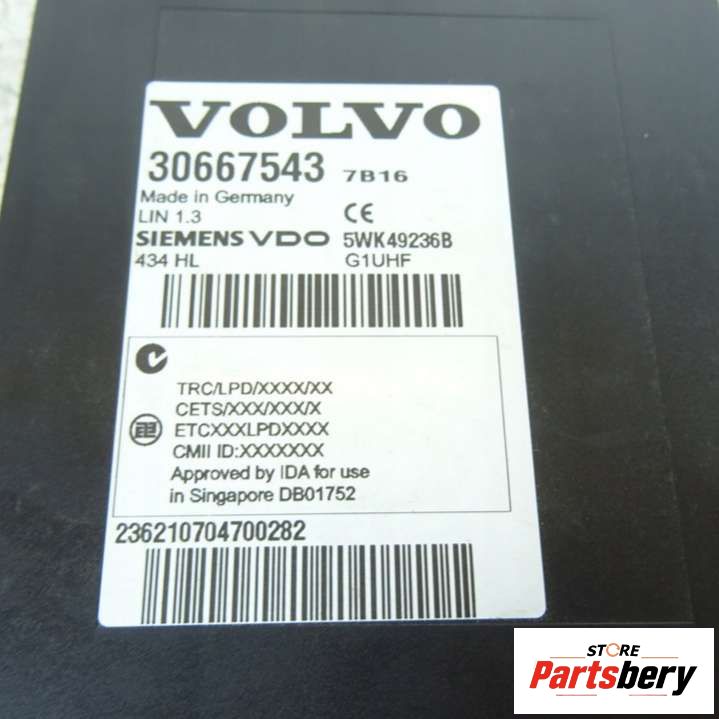 VOLVO
30667543 7B16
Made in Germany
LIN 1.3 CE
SIEMENS VDO 5WK49236B
434 HL G1UHF
TRC/LPD/XXXX/XX
CETS/XXX/XXX/X
ETCXXXLPDXXXX
CMII ID:XXXXXXX
Approved by IDA for use
in Singapore DB01752
236210704700282
STORE
Partsbery